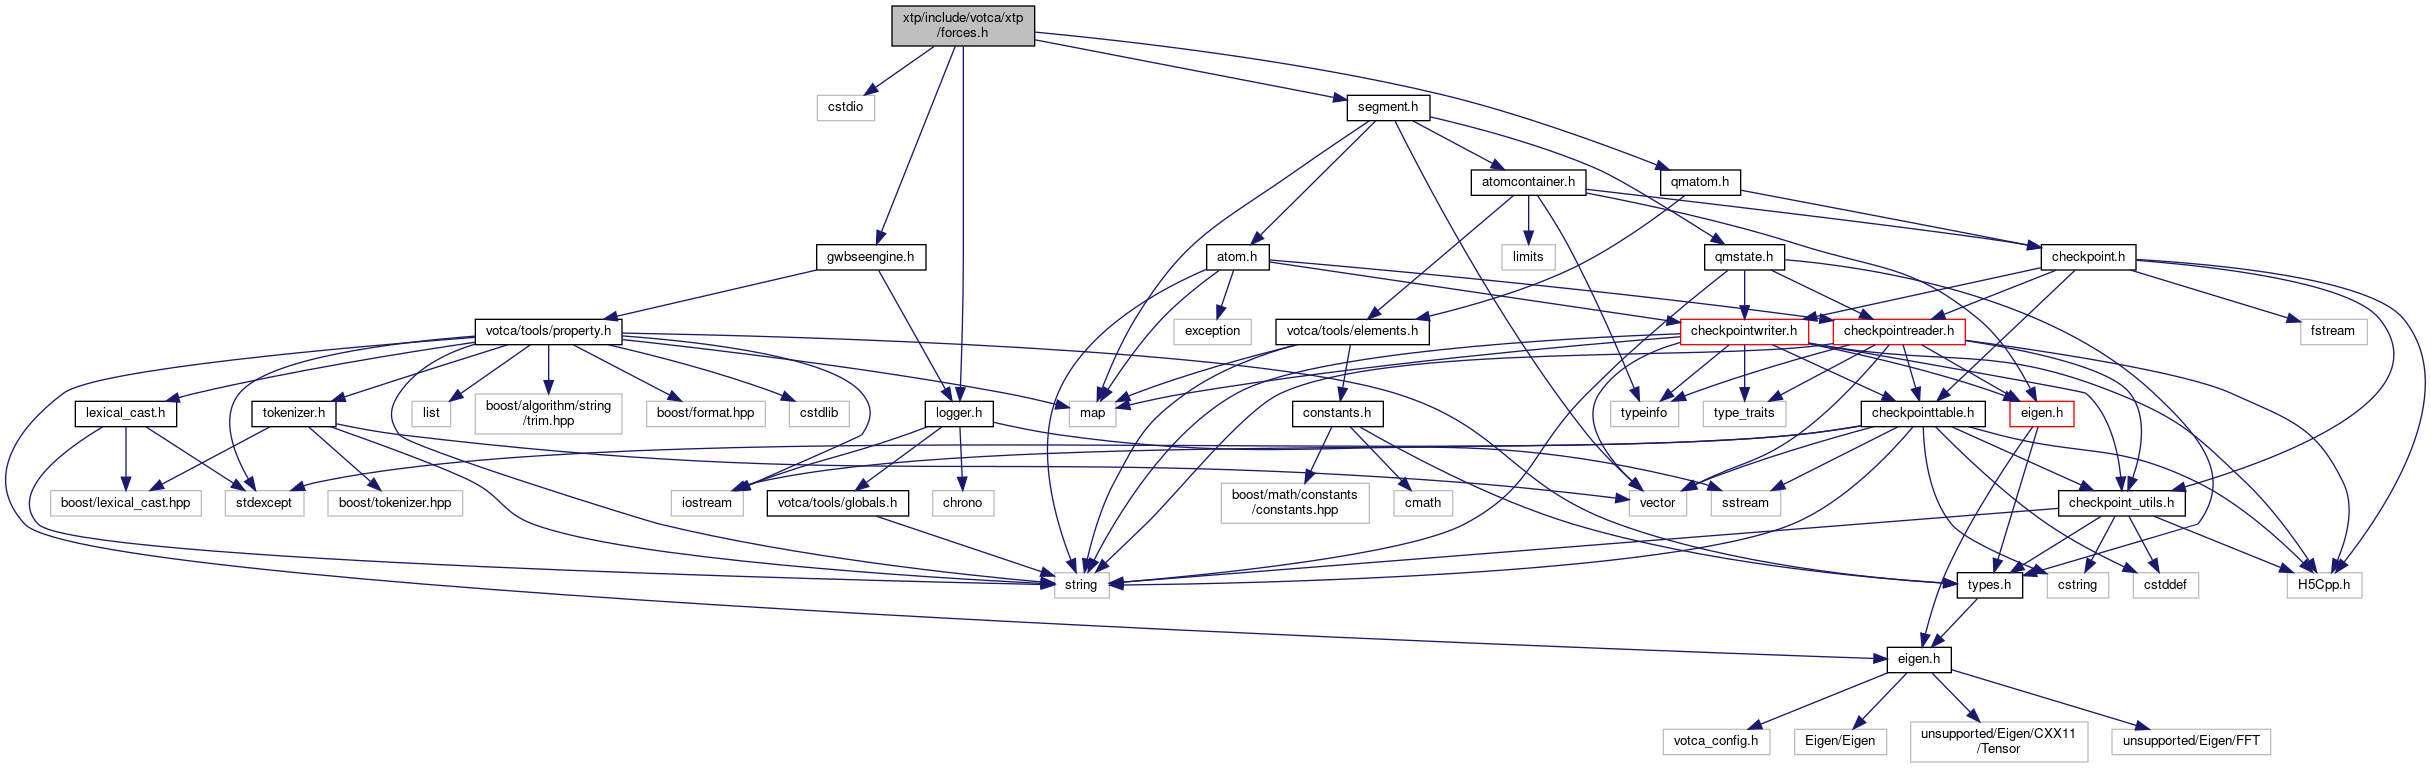 xtp/include/votca/xtp
/forces.h
cstdio
segment.h
atomcontainer.h
qmatom.h
gwbseengine.h
atom.h
limits
qmstate.h
checkpoint.h
votca/tools/property.h
exception
votca/tools/elements.h
checkpointwriter.h
checkpointreader.h
fstream
lexical_cast.h
tokenizer.h
list
boost/algorithm/string
/trim.hpp
boost/format.hpp
cstdlib
logger.h
map
constants.h
typeinfo
type_traits
checkpointtable.h
eigen.h
boost/lexical_cast.hpp
stdexcept
boost/tokenizer.hpp
iostream
votca/tools/globals.h
chrono
boost/math/constants
/constants.hpp
cmath
vector
sstream
checkpoint_utils.h
string
types.h
cstring
cstddef
H5Cpp.h
eigen.h
votca_config.h
Eigen/Eigen
unsupported/Eigen/CXX11
/Tensor
unsupported/Eigen/FFT